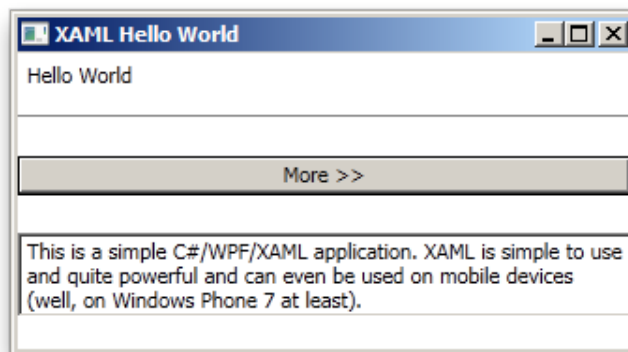 XAML Hello World
Hello World
More >>
This is a simple C#/WPF/XAML application. XAML is simple to use
and quite powerful and can even be used on mobile devices
(well, on Windows Phone 7 at least).